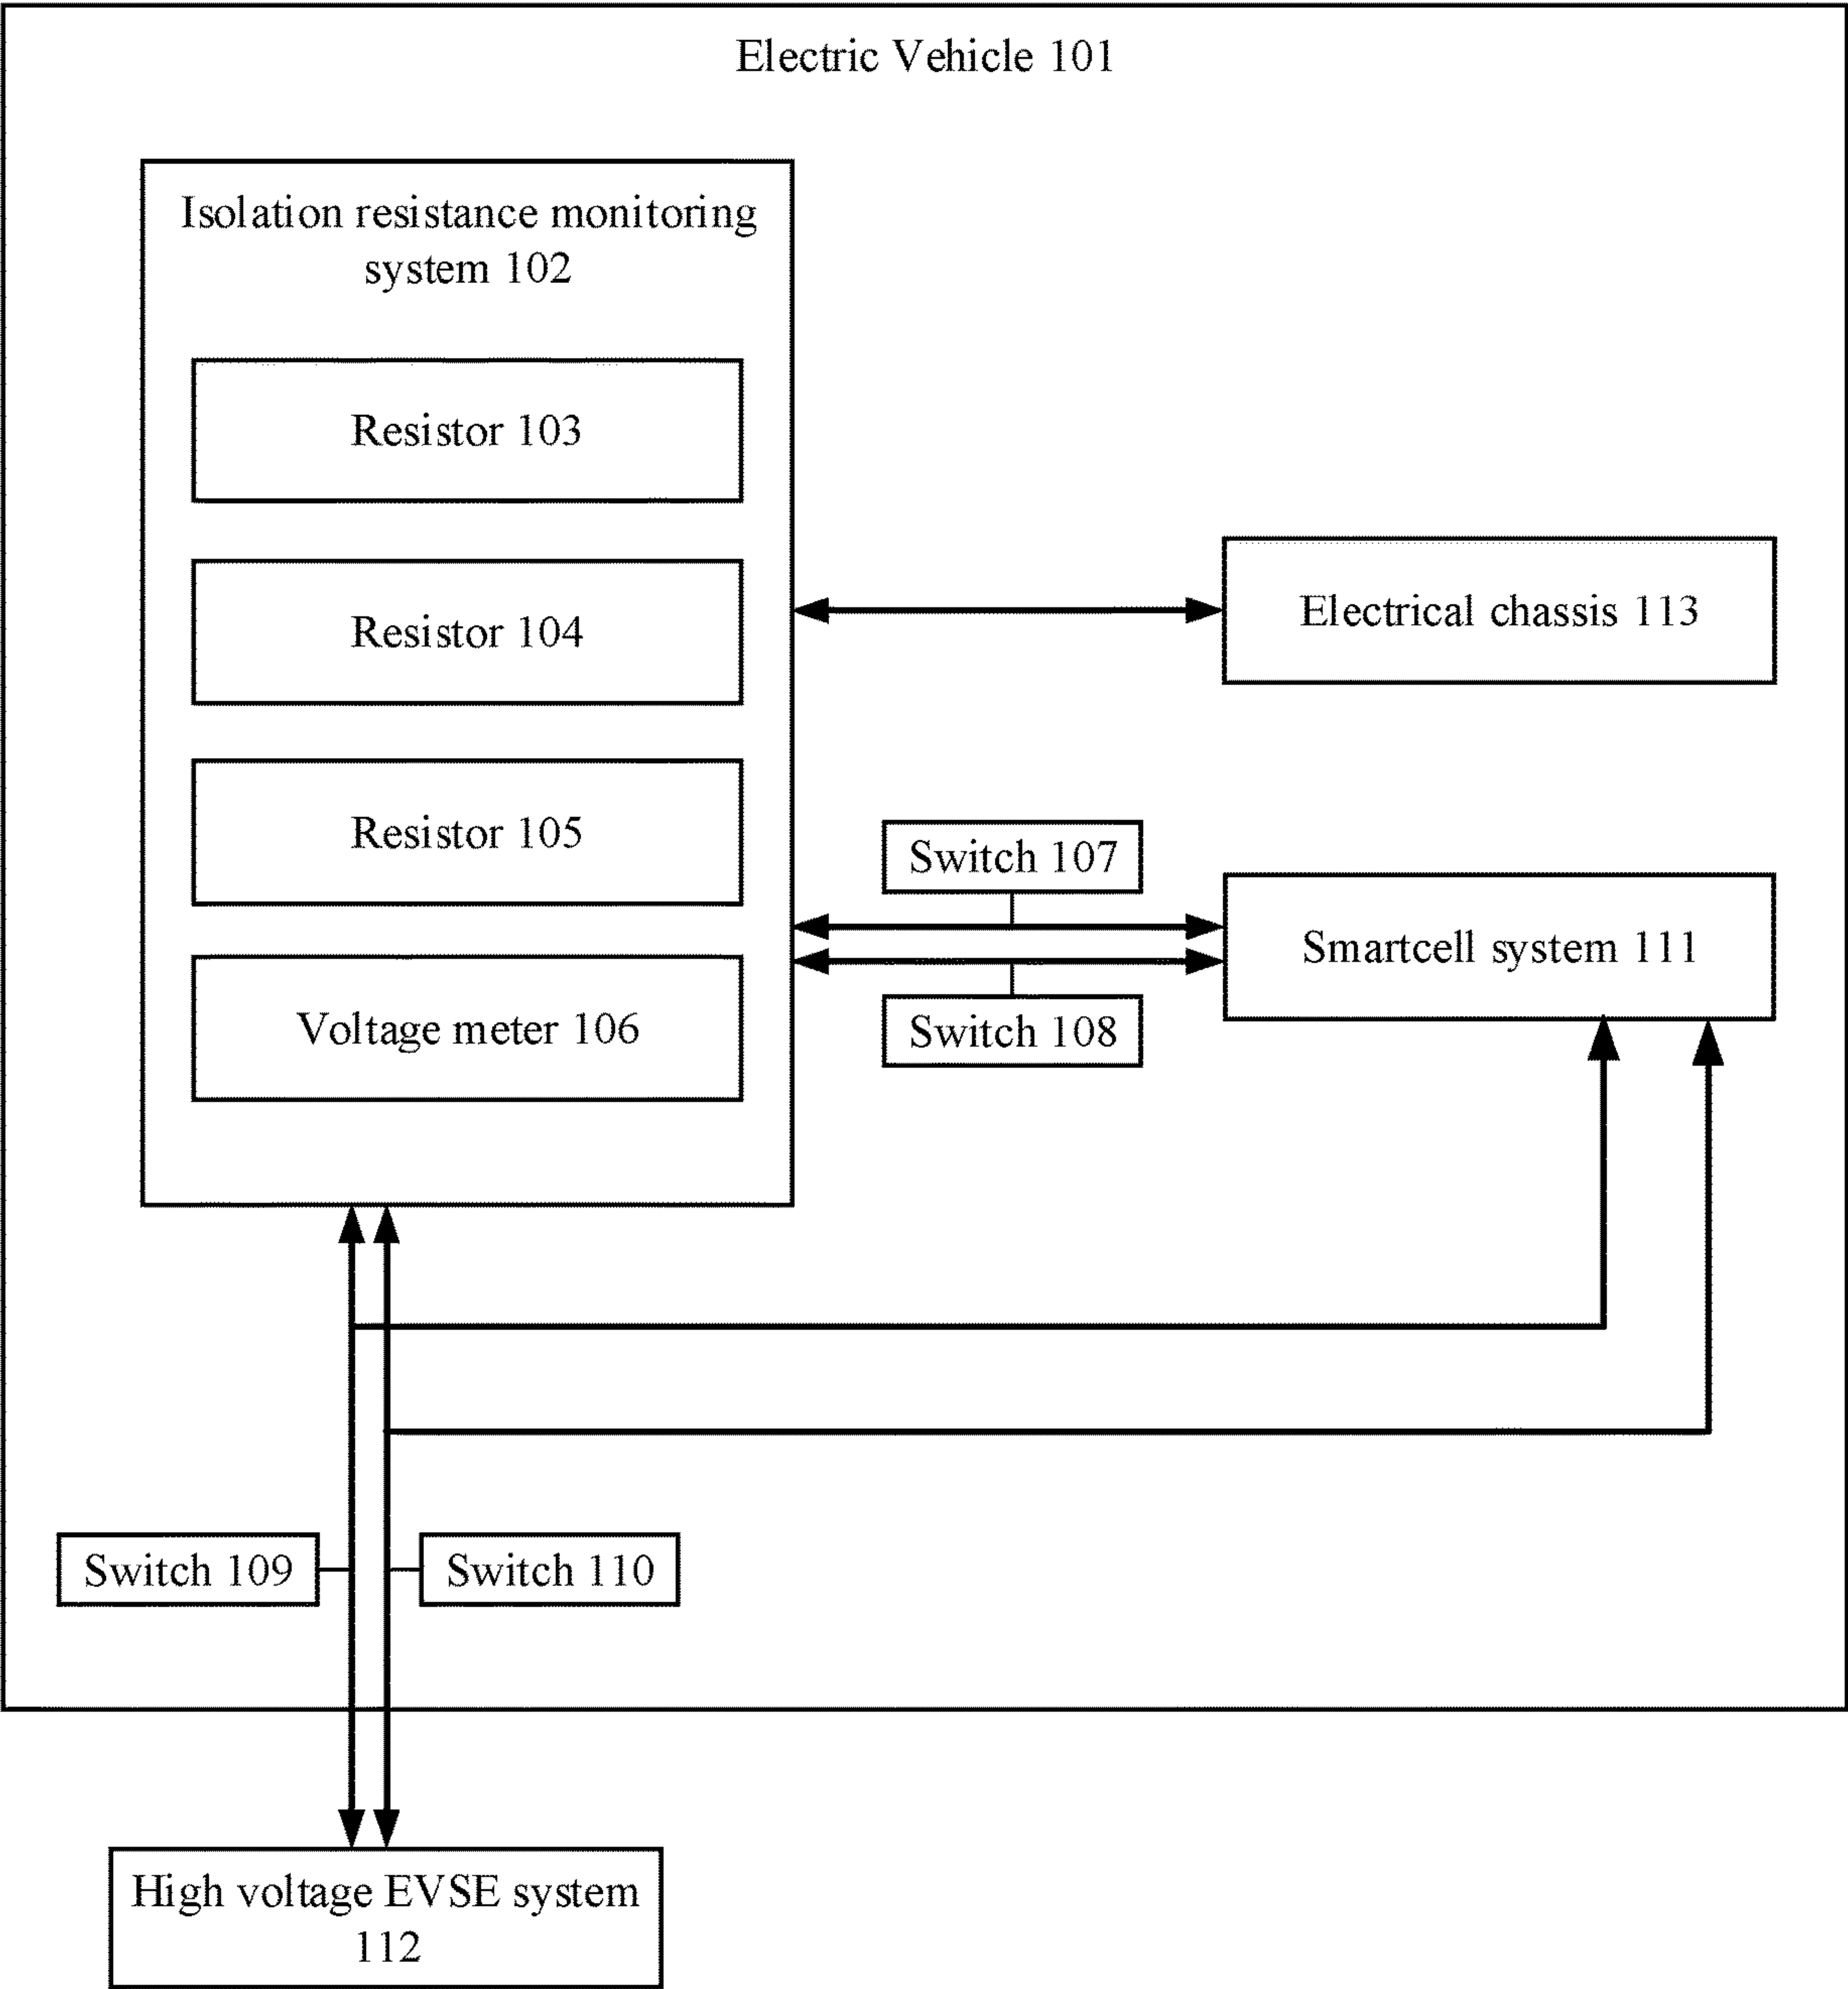 Electric Vehicle 101
Isolation resistance monitoring
system 102
Resistor 103
Resistor 104
Resistor 105
Voltage meter 106
Electrical chassis 113
Switch 107
Smartcell system 111
Switch 108
Switch 109
Switch 110
High voltage EVSE system
112